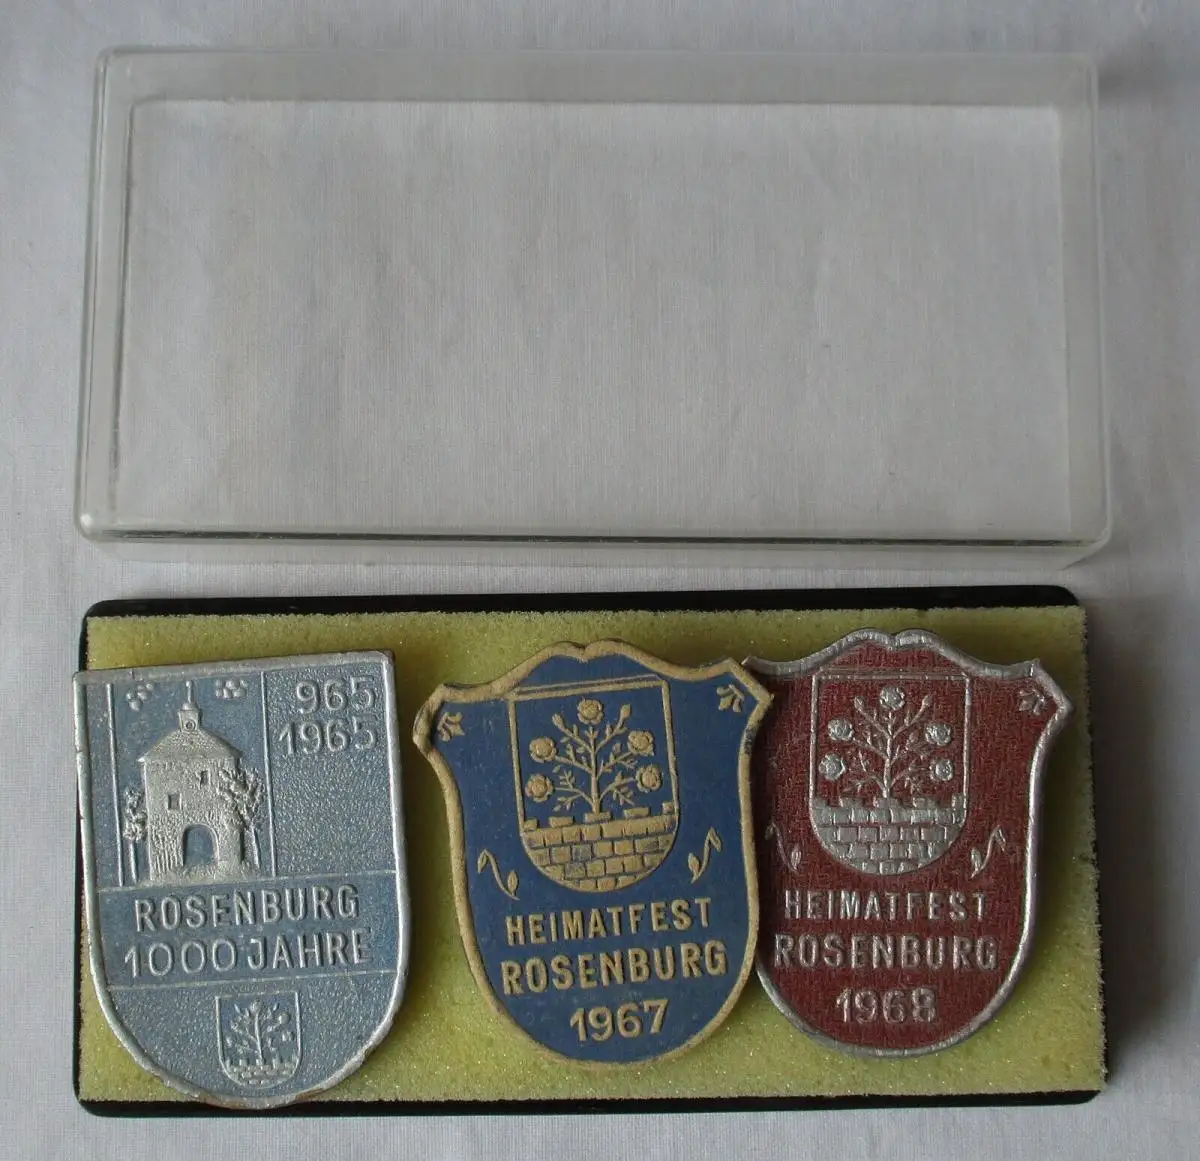 965
1965
ROSENBURG
1000 JAHRE
HEIMATFEST
ROSENBURG
1967
HEIMATFEST
ROSENBURG
1968